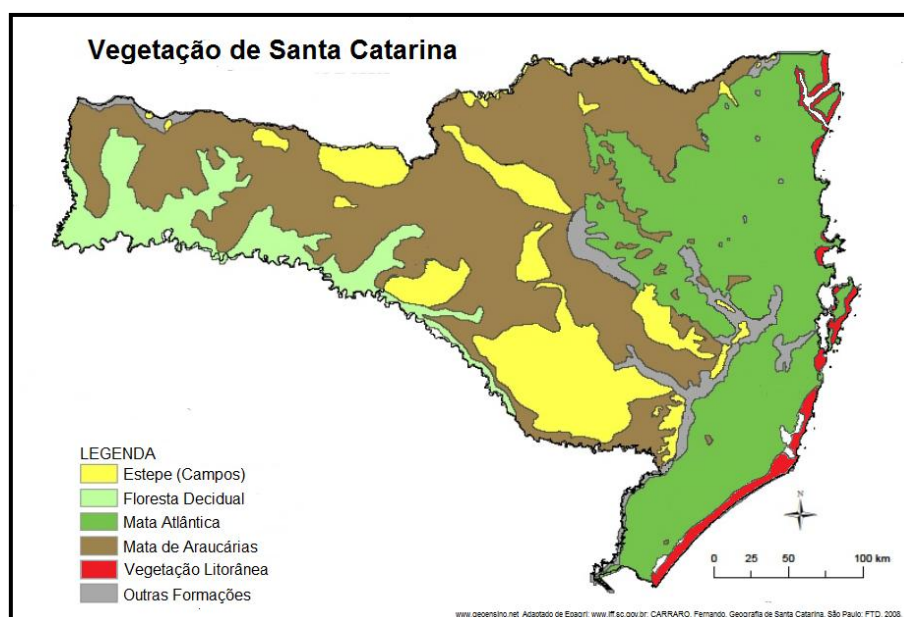 Vegetação de Santa Catarina
LEGENDA
Estepe (Campos)
Floresta Decidual
Mata Atlântica
Mata de Araucárias
Vegetação Litorânea
Outras Formações
N
0 25 50 100 km
www.geoensino.net Adaptado de Epagri; www.iff.sc.gov.br; CARRARO, Fernando. Geografia de Santa Catarina. São Paulo: FTD, 2008.